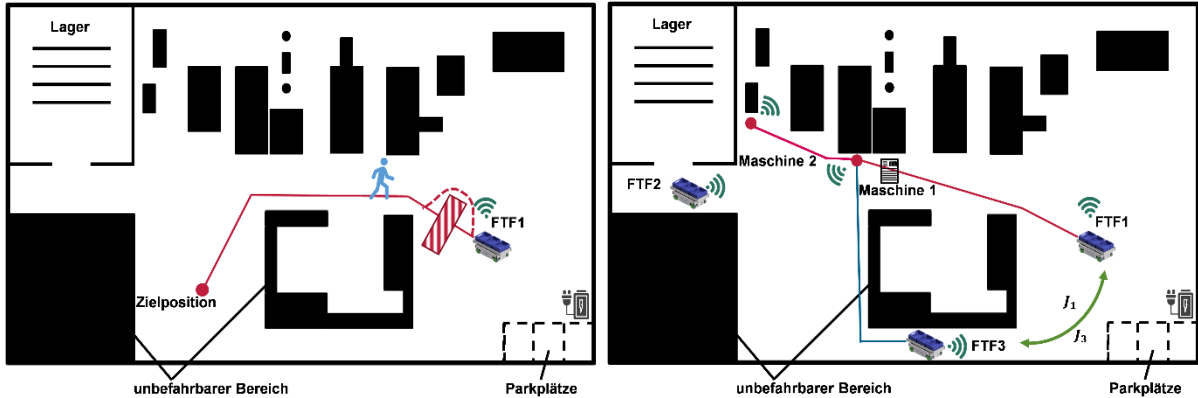 Lager
FTF1
Zielposition
unbefahrbarer Bereich
Parkplätze
Lager
Maschine 2
Maschine 1
FTF2
FTF1
J₁
J₃
FTF3
unbefahrbarer Bereich
Parkplätze